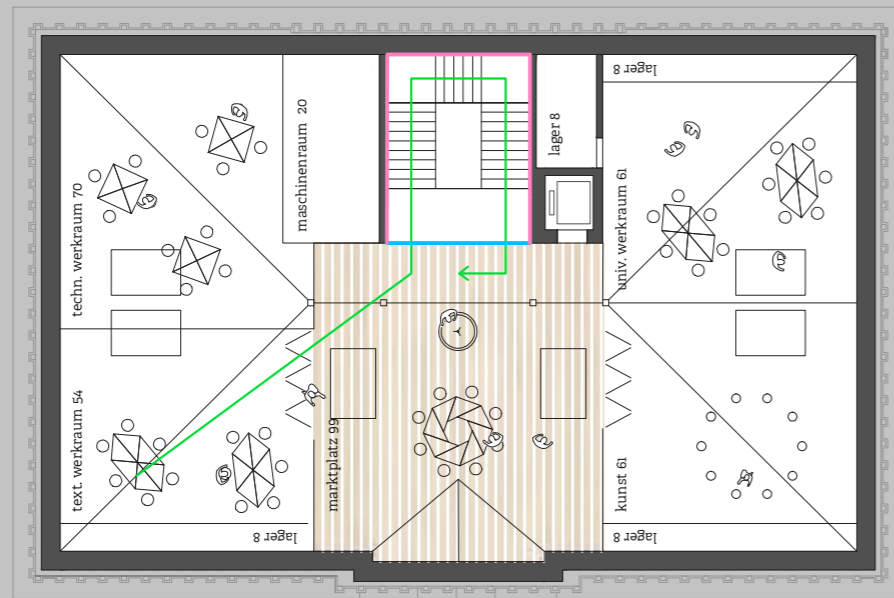 techn. werkraum 70
text. werkraum 54
lager 8
maschinenraum 20
marktplatz 99
lager 8
lager 8
univ. werkraum 61
kunst 61
lager 8